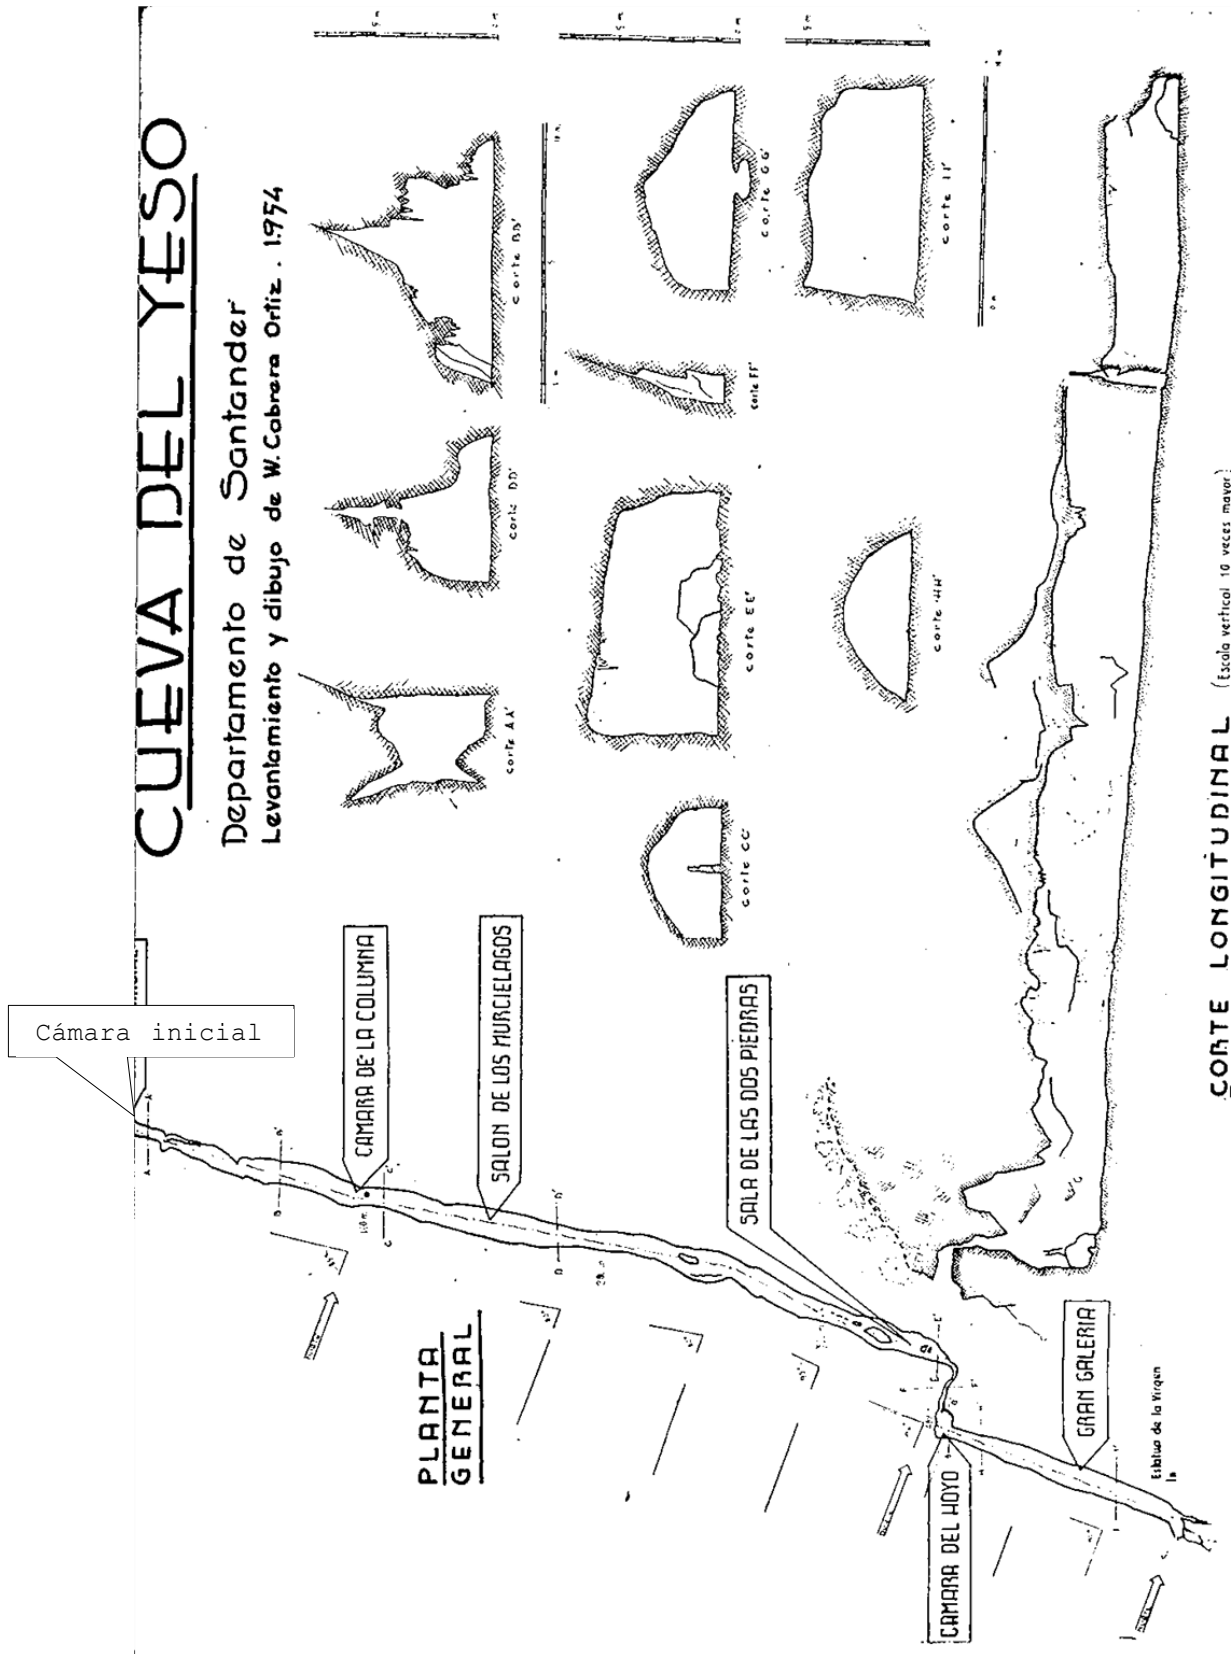 CUEVA DEL YESO
Departamento de Santander
Levantamiento y dibujo de W. Cabrera Ortiz . 1.954
corte AA'
corte DD'
corte BB'
corte CC'
corte EE'
corte FF'
corte GG'
corte HH'
corte II'
Cámara inicial
CAMARA DE LA COLUMNA
SALON DE LOS MURCIELAGOS
SALA DE LAS DOS PIEDRAS
CAMARA DEL HOYO
GRAN GALERIA
PLANTA
GENERAL
Estatua de la Virgen
CORTE LONGITUDINAL (Escala vertical 10 veces mayor)